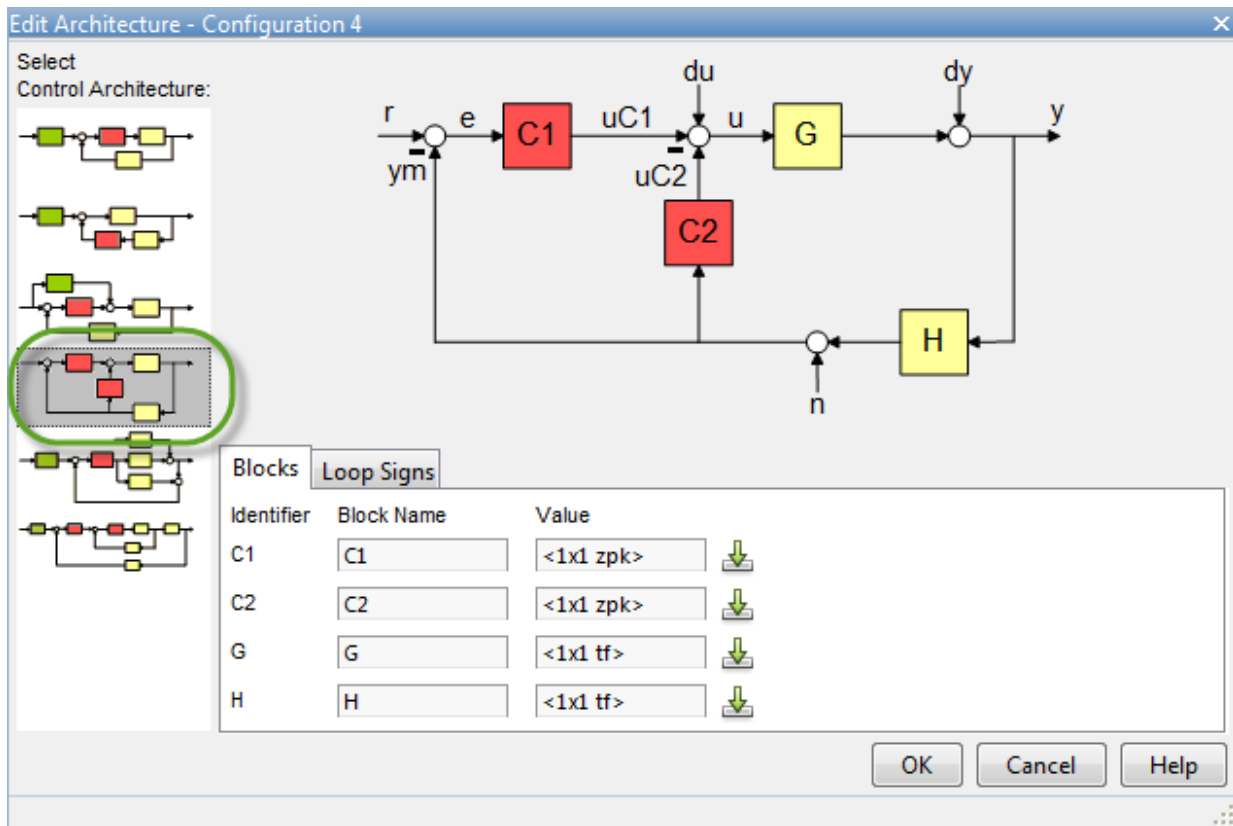 Edit Architecture - Configuration 4
Select
Control Architecture:
du
dy
r
e
C1
uC1
u
G
y
ym
uC2
C2
H
n
Blocks
Loop Signs
Identifier Block Name Value
C1 C1 <1x1 zpk>
C2 C2 <1x1 zpk>
G G <1x1 tf>
H H <1x1 tf>
OK Cancel Help